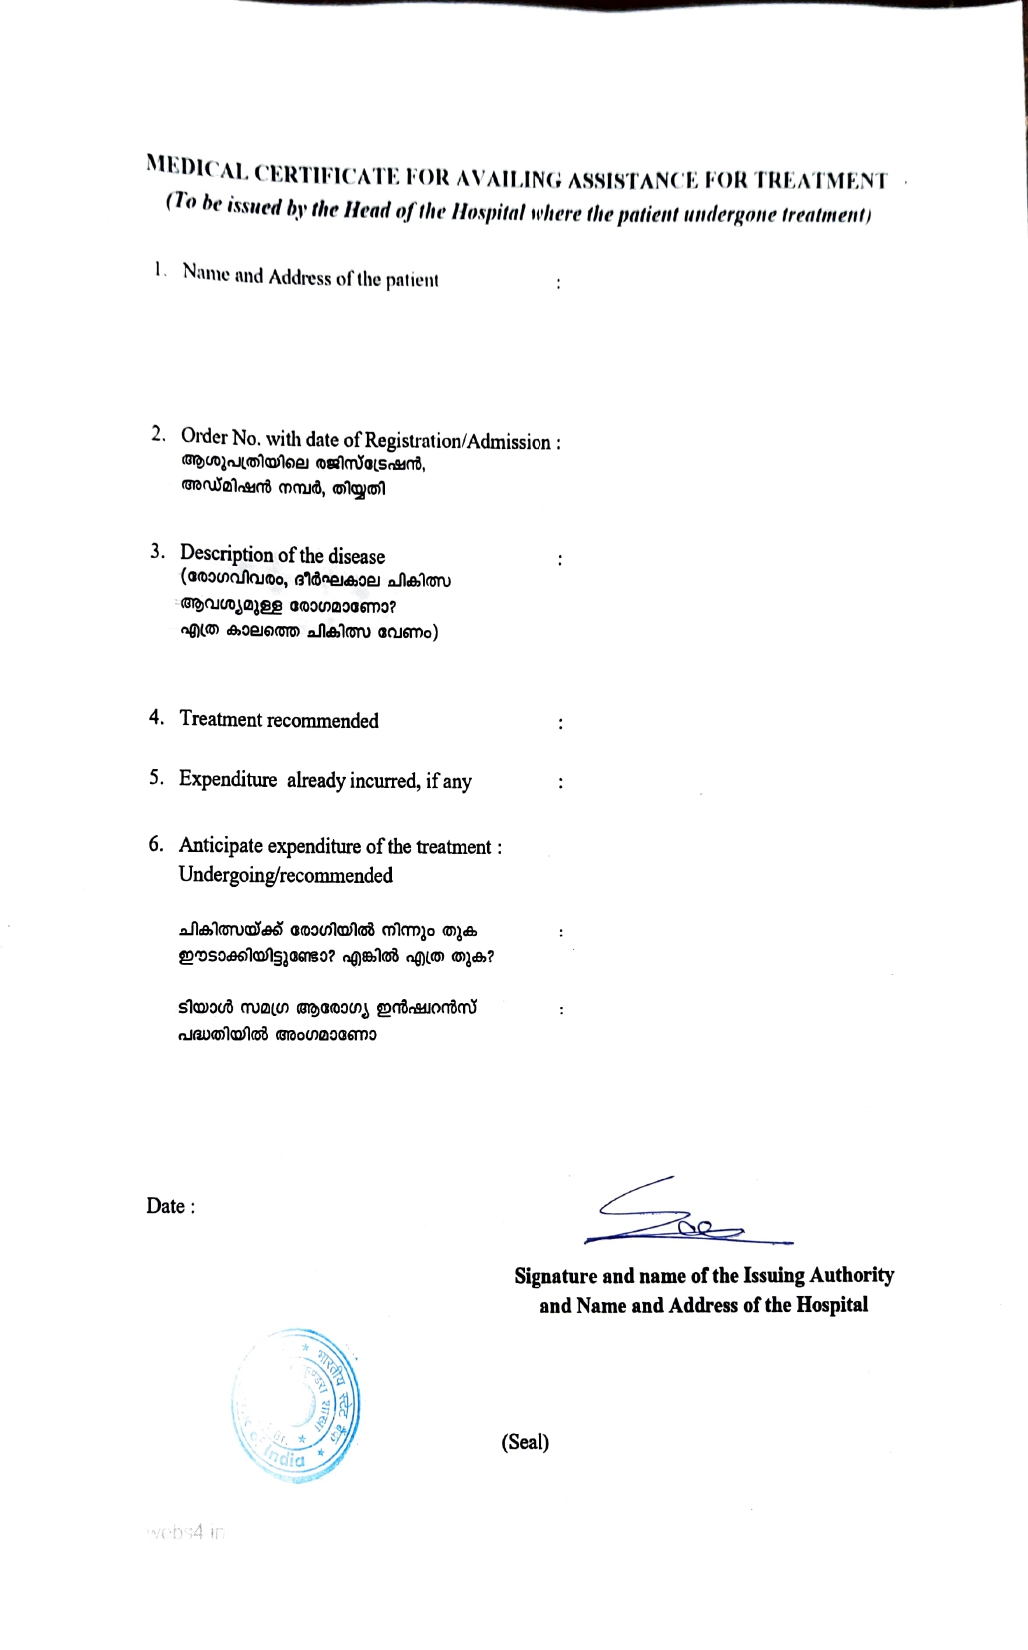 MEDICAL CERTIFICATE FOR AVAILING ASSISTANCE FOR TREATMENT
(To be issued by the Head of the Hospital where the patient undergone treatment)
1. Name and Address of the patient :
2. Order No. with date of Registration/Admission :
ആശുപത്രിയിലെ രജിസ്ട്രേഷൻ,
അഡ്മിഷൻ നമ്പർ, തിയ്യതി
3. Description of the disease :
(രോഗവിവരം, ദീർഘകാല ചികിത്സ
ആവശ്യമുള്ള രോഗമാണോ?
എത്ര കാലത്തെ ചികിത്സ വേണം)
4. Treatment recommended :
5. Expenditure already incurred, if any :
6. Anticipate expenditure of the treatment :
Undergoing/recommended
ചികിത്സയ്ക്ക് രോഗിയിൽ നിന്നും തുക :
ഈടാക്കിയിട്ടുണ്ടോ? എങ്കിൽ എത്ര തുക?
ടിയാൾ സമഗ്ര ആരോഗ്യ ഇൻഷ്വറൻസ് :
പദ്ധതിയിൽ അംഗമാണോ
Date :
Signature and name of the Issuing Authority
and Name and Address of the Hospital
भारतीय स्टेट बैंक
शाखा
Br.
of India
(Seal)
webs4.in